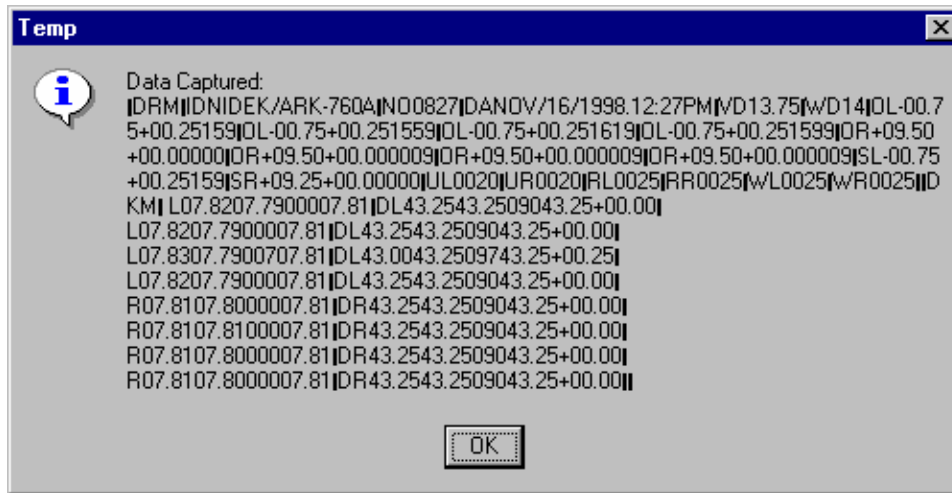 Temp
Data Captured:
|DRM|IDNIDEK/ARK-760A|NO0827|DANOV/16/1998.12:27PM|VD13.75|WD14|OL-00.7
5+00.25159|OL-00.75+00.251559|OL-00.75+00.251619|OL-00.75+00.251599|OR+09.50
+00.00000|OR+09.50+00.000009|OR+09.50+00.000009|OR+09.50+00.000009|SL-00.75
+00.25159|SR+09.25+00.00000|UL0020|UR0020|RL0025|RR0025|WL0025|WR0025||D
KM| L07.8207.7900007.81|DL43.2543.2509043.25+00.00|
L07.8207.7900007.81|DL43.2543.2509043.25+00.00|
L07.8307.7900707.81|DL43.0043.2509743.25+00.25|
L07.8207.7900007.81|DL43.2543.2509043.25+00.00|
R07.8107.8000007.81|DR43.2543.2509043.25+00.00|
R07.8107.8100007.81|DR43.2543.2509043.25+00.00|
R07.8107.8000007.81|DR43.2543.2509043.25+00.00|
R07.8107.8000007.81|DR43.2543.2509043.25+00.00||
OK